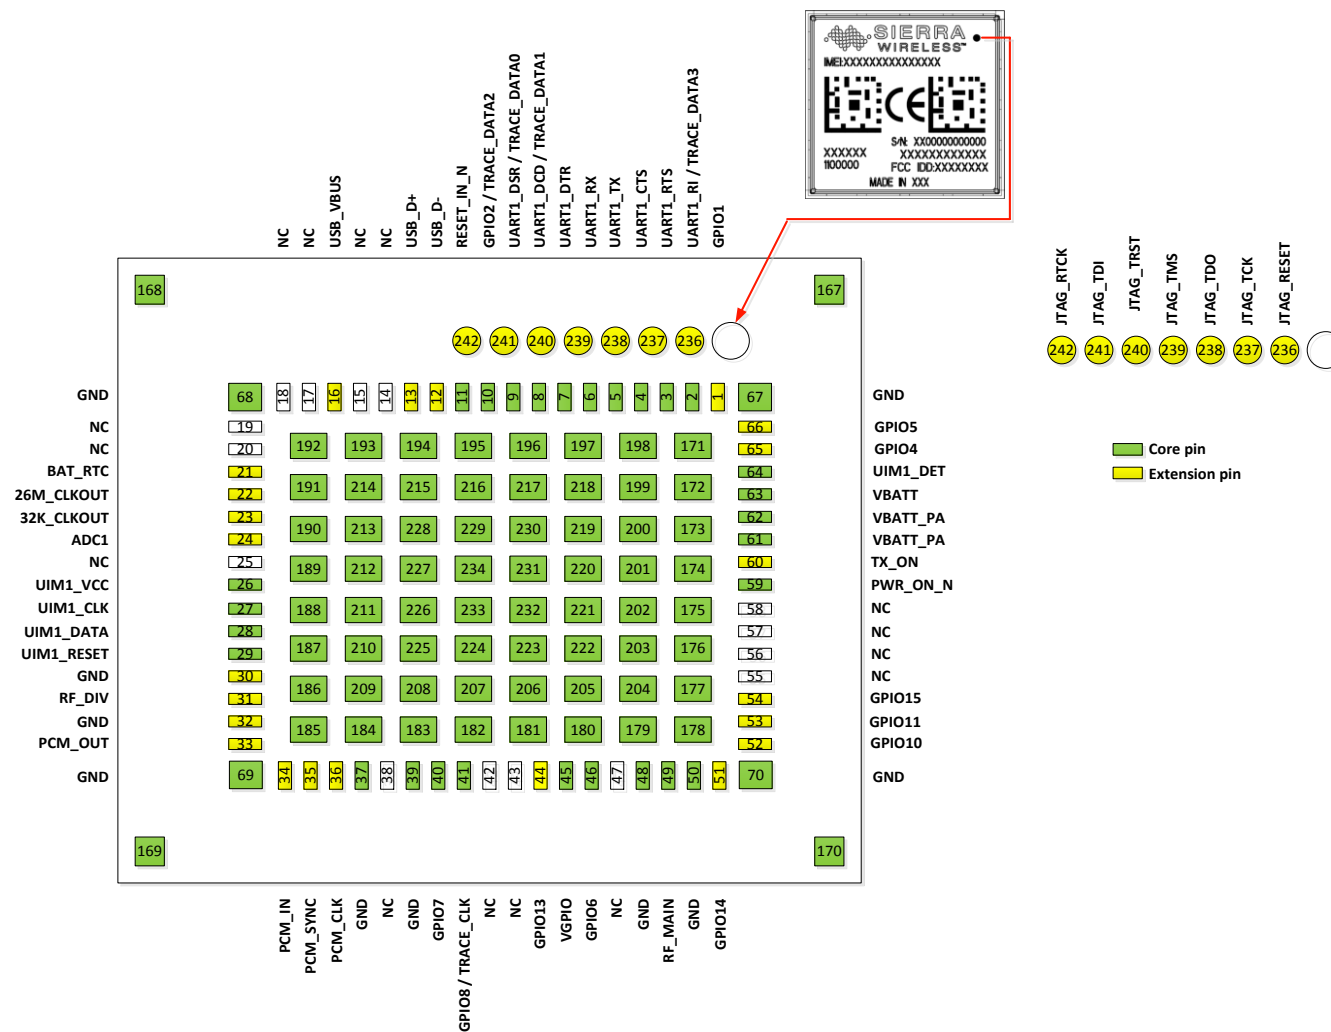 SIERRA
WIRELESS™
IMEI:XXXXXXXXXXXXXXX
CE
S/N: XX00000000000
XXXXXX
XXXXXXXXXXXX
1100000
FCC IDD:XXXXXXXX
MADE IN XXX
NC
NC
USB_VBUS
NC
NC
USB_D+
USB_D-
RESET_IN_N
GPIO2 / TRACE_DATA2
UART1_DSR / TRACE_DATA0
UART1_DCD / TRACE_DATA1
UART1_DTR
UART1_RX
UART1_TX
UART1_CTS
UART1_RTS
UART1_RI / TRACE_DATA3
GPIO1
JTAG_RTCK
JTAG_TDI
JTAG_TRST
JTAG_TMS
JTAG_TDO
JTAG_TCK
JTAG_RESET
242 241 240 239 238 237 236
168 167
242 241 240 239 238 237 236
GND 68 18 17 16 15 14 13 12 11 10 9 8 7 6 5 4 3 2 1 67 GND
NC 19 66 GPIO5
NC 20 192 193 194 195 196 197 198 171 65 GPIO4
BAT_RTC 21 64 UIM1_DET
26M_CLKOUT 22 191 214 215 216 217 218 199 172 63 VBATT
32K_CLKOUT 23 62 VBATT_PA
ADC1 24 190 213 228 229 230 219 200 173 61 VBATT_PA
NC 25 189 212 227 234 231 220 201 174 60 TX_ON
UIM1_VCC 26 59 PWR_ON_N
UIM1_CLK 27 188 211 226 233 232 221 202 175 58 NC
UIM1_DATA 28 57 NC
UIM1_RESET 29 187 210 225 224 223 222 203 176 56 NC
GND 30 55 NC
RF_DIV 31 186 209 208 207 206 205 204 177 54 GPIO15
GND 32 185 184 183 182 181 180 179 178 53 GPIO11
PCM_OUT 33 52 GPIO10
GND 69 34 35 36 37 38 39 40 41 42 43 44 45 46 47 48 49 50 51 70 GND
Core pin
Extension pin
169 170
PCM_IN
PCM_SYNC
PCM_CLK
GND
NC
GND
GPIO7
GPIO8 / TRACE_CLK
NC
NC
GPIO13
VGPIO
GPIO6
NC
GND
RF_MAIN
GND
GPIO14